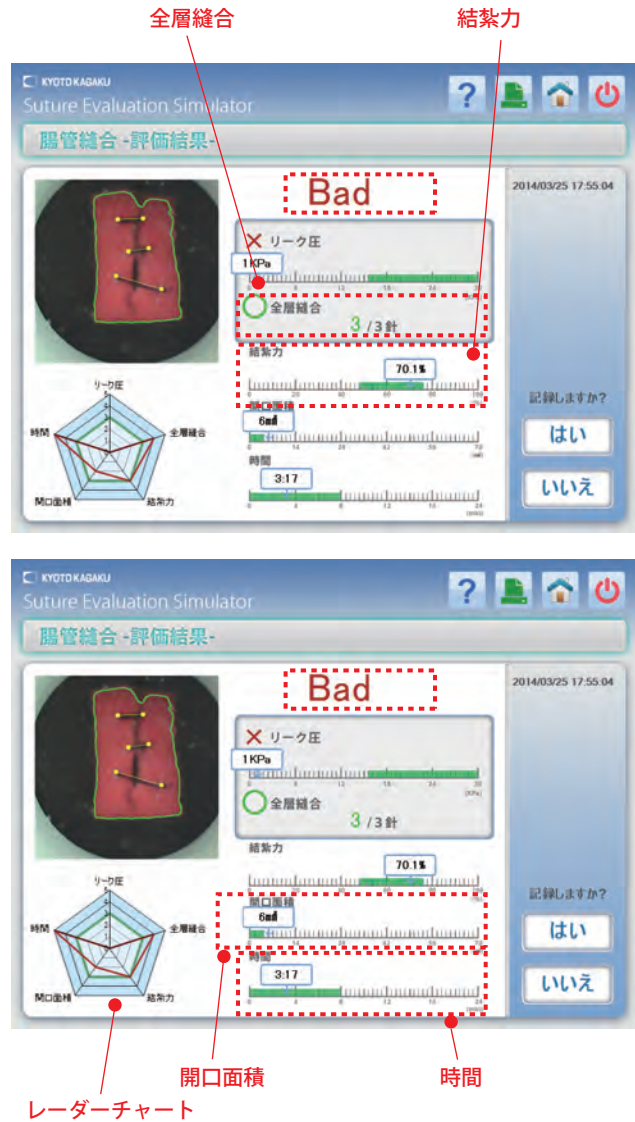 全層縫合
結紮力
KYOTO KAGAKU
Suture Evaluation Simulator
?
腸管縫合 -評価結果-
Bad
2014/03/25 17:55:04
リーク圧
1KPa
全層縫合
3 /3針
結紮力
70.1%
開口面積
6㎟
時間
3:17
リーク圧
全層縫合
結紮力
開口面積
時間
記録しますか?
はい
いいえ
KYOTO KAGAKU
Suture Evaluation Simulator
?
腸管縫合 -評価結果-
Bad
2014/03/25 17:55:04
リーク圧
1KPa
全層縫合
3 /3針
結紮力
70.1%
開口面積
6㎟
時間
3:17
リーク圧
全層縫合
結紮力
開口面積
時間
記録しますか?
はい
いいえ
開口面積
時間
レーダーチャート